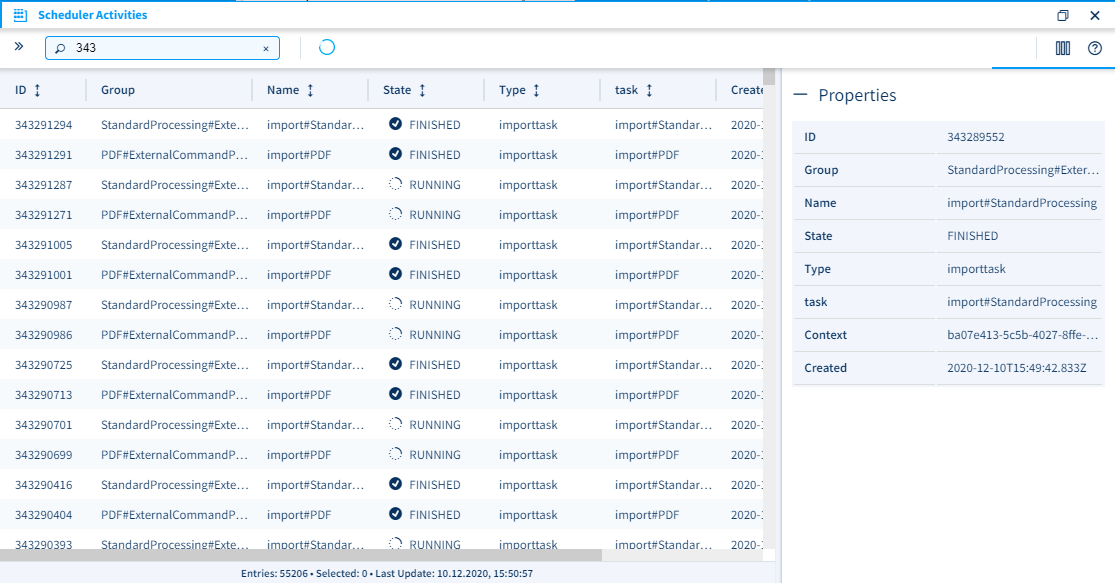 Scheduler Activities
343
ID Group Name State Type task Create
343291294 StandardProcessing#Exte... import#Standar... FINISHED importtask import#Standar... 2020-1
343291291 PDF#ExternalCommandP... import#PDF FINISHED importtask import#PDF 2020-1
343291287 StandardProcessing#Exte... import#Standar... RUNNING importtask import#Standar... 2020-1
343291271 PDF#ExternalCommandP... import#PDF RUNNING importtask import#PDF 2020-1
343291005 StandardProcessing#Exte... import#Standar... FINISHED importtask import#Standar... 2020-1
343291001 PDF#ExternalCommandP... import#PDF FINISHED importtask import#PDF 2020-1
343290987 StandardProcessing#Exte... import#Standar... RUNNING importtask import#Standar... 2020-1
343290986 PDF#ExternalCommandP... import#PDF RUNNING importtask import#PDF 2020-1
343290725 StandardProcessing#Exte... import#Standar... FINISHED importtask import#Standar... 2020-1
343290713 PDF#ExternalCommandP... import#PDF FINISHED importtask import#PDF 2020-1
343290701 StandardProcessing#Exte... import#Standar... RUNNING importtask import#Standar... 2020-1
343290699 PDF#ExternalCommandP... import#PDF RUNNING importtask import#PDF 2020-1
343290416 StandardProcessing#Exte... import#Standar... FINISHED importtask import#Standar... 2020-1
343290404 PDF#ExternalCommandP... import#PDF FINISHED importtask import#PDF 2020-1
343290393 StandardProcessing#Exte... import#Standar... RUNNING importtask import#Standar... 2020-1
Entries: 55206 • Selected: 0 • Last Update: 10.12.2020, 15:50:57
Properties
ID 343289552
Group StandardProcessing#Exter...
Name import#StandardProcessing
State FINISHED
Type importtask
task import#StandardProcessing
Context ba07e413-5c5b-4027-8ffe-...
Created 2020-12-10T15:49:42.833Z